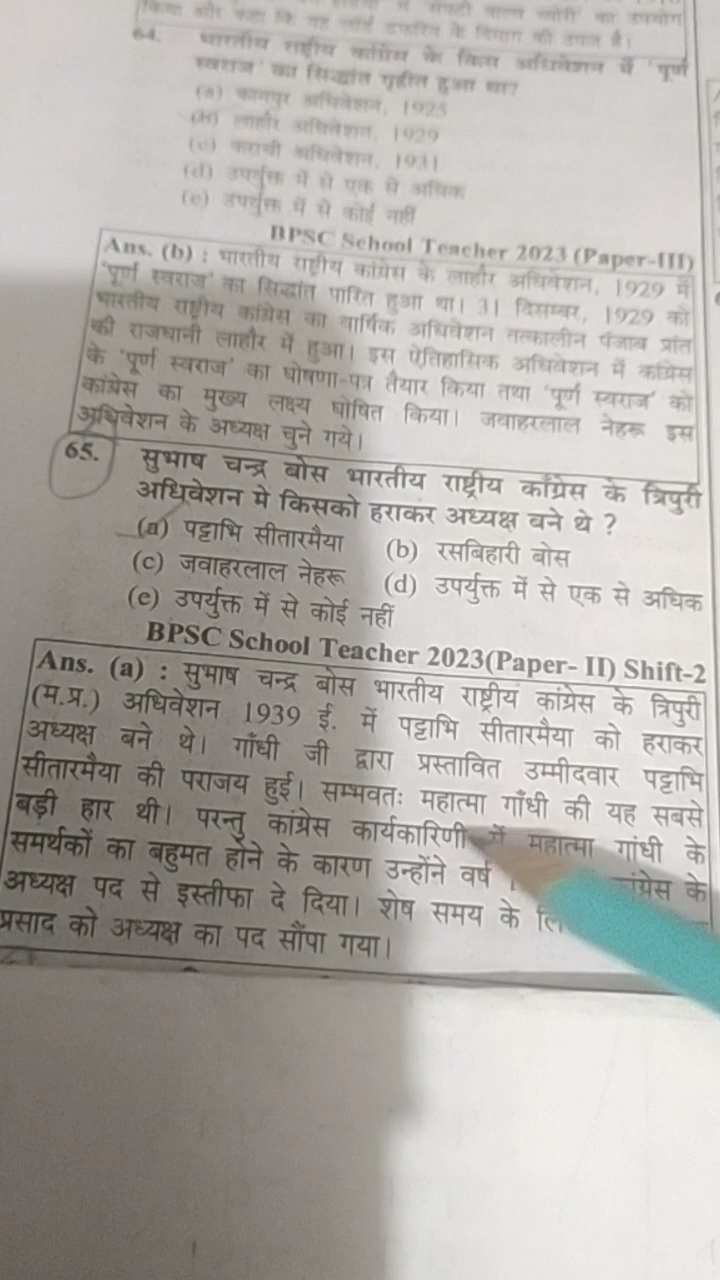 किया और कहा कि यह लॉर्ड डफरिन के दिमाग की उपज है।
64. भारतीय राष्ट्रीय कांग्रेस के किस अधिवेशन में 'पूर्ण
स्वराज' का सिद्धांत गृहीत हुआ था?
(a) कानपुर अधिवेशन, 1925
(b) लाहौर अधिवेशन, 1929
(c) कराची अधिवेशन, 1931
(d) उपर्युक्त में से एक से अधिक
(e) उपर्युक्त में से कोई नहीं
BPSC School Teacher 2023 (Paper-III)
Ans. (b) : भारतीय राष्ट्रीय कांग्रेस के लाहौर अधिवेशन, 1929 में
'पूर्ण स्वराज' का सिद्धांत पारित हुआ था। 31 दिसम्बर, 1929 को
भारतीय राष्ट्रीय कांग्रेस का वार्षिक अधिवेशन तत्कालीन पंजाब प्रांत
की राजधानी लाहौर में हुआ। इस ऐतिहासिक अधिवेशन में कांग्रेस
के 'पूर्ण स्वराज' का घोषणा-पत्र तैयार किया तथा 'पूर्ण स्वराज' को
कांग्रेस का मुख्य लक्ष्य घोषित किया। जवाहरलाल नेहरू इस
अधिवेशन के अध्यक्ष चुने गये।
65. सुभाष चन्द्र बोस भारतीय राष्ट्रीय काँग्रेस के त्रिपुरी
अधिवेशन मे किसको हराकर अध्यक्ष बने थे ?
(a) पट्टाभि सीतारमैया (b) रसबिहारी बोस
(c) जवाहरलाल नेहरू (d) उपर्युक्त में से एक से अधिक
(e) उपर्युक्त में से कोई नहीं
BPSC School Teacher 2023(Paper- II) Shift-2
Ans. (a) : सुभाष चन्द्र बोस भारतीय राष्ट्रीय कांग्रेस के त्रिपुरी
(म.प्र.) अधिवेशन 1939 ई. में पट्टाभि सीतारमैया को हराकर
अध्यक्ष बने थे। गाँधी जी द्वारा प्रस्तावित उम्मीदवार पट्टाभि
सीतारमैया की पराजय हुई। सम्भवतः महात्मा गाँधी की यह सबसे
बड़ी हार थी। परन्तु कांग्रेस कार्यकारिणी में महात्मा गांधी के
समर्थकों का बहुमत होने के कारण उन्होंने वर्ष कांग्रेस के
अध्यक्ष पद से इस्तीफा दे दिया। शेष समय के
प्रसाद को अध्यक्ष का पद सौंपा गया।